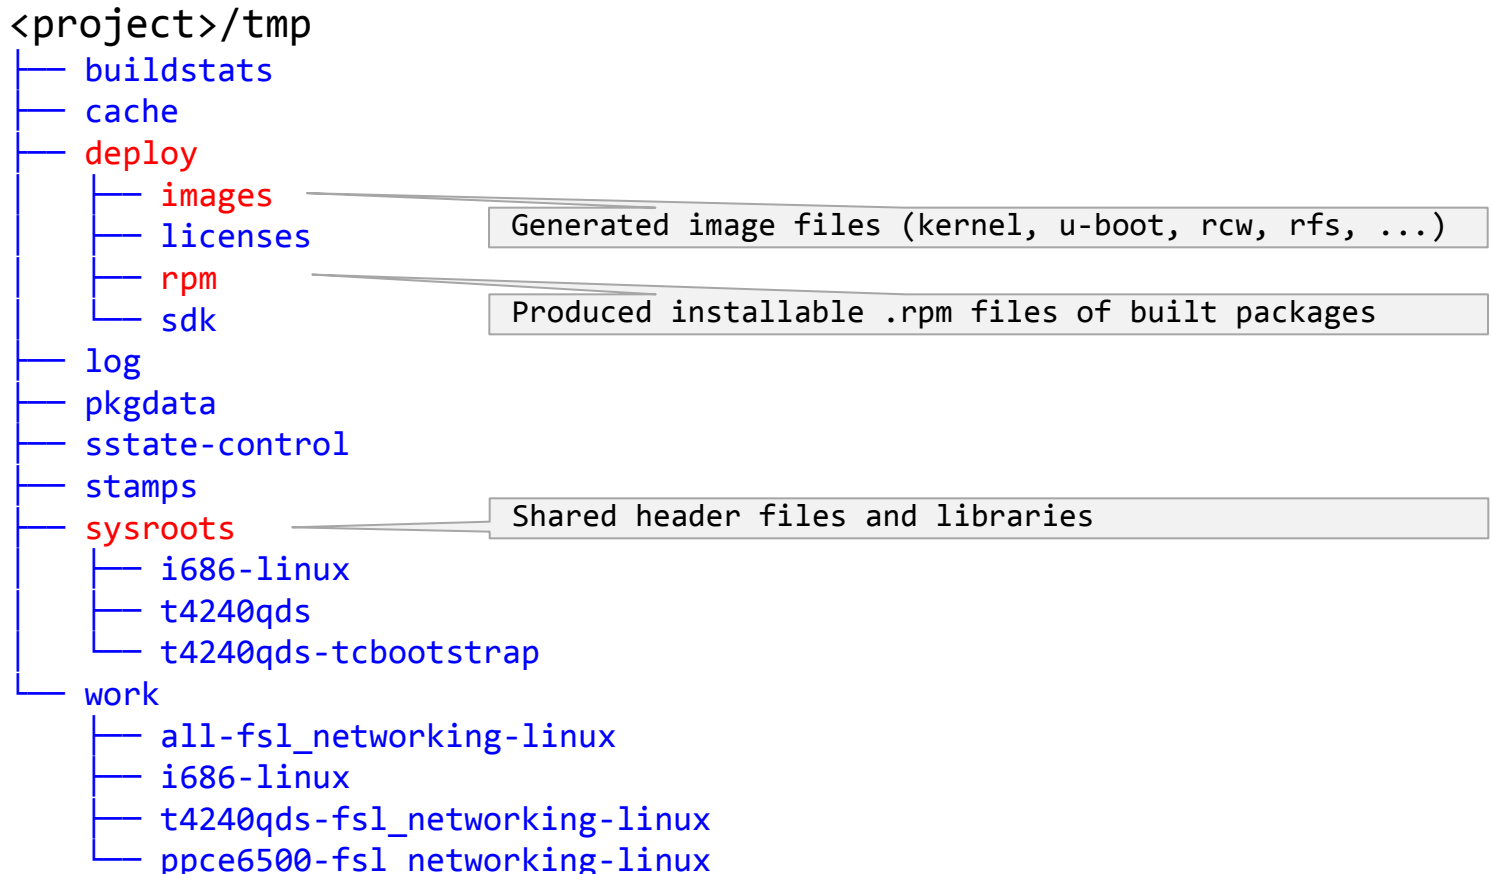 <project>/tmp
├── buildstats
├── cache
├── deploy
│   ├── images
Generated image files (kernel, u-boot, rcw, rfs, ...)
│   ├── licenses
│   ├── rpm
Produced installable .rpm files of built packages
│   └── sdk
├── log
├── pkgdata
├── sstate-control
├── stamps
├── sysroots
Shared header files and libraries
│   ├── i686-linux
│   ├── t4240qds
│   └── t4240qds-tcbootstrap
└── work
    ├── all-fsl_networking-linux
    ├── i686-linux
    ├── t4240qds-fsl_networking-linux
    └── ppce6500-fsl_networking-linux